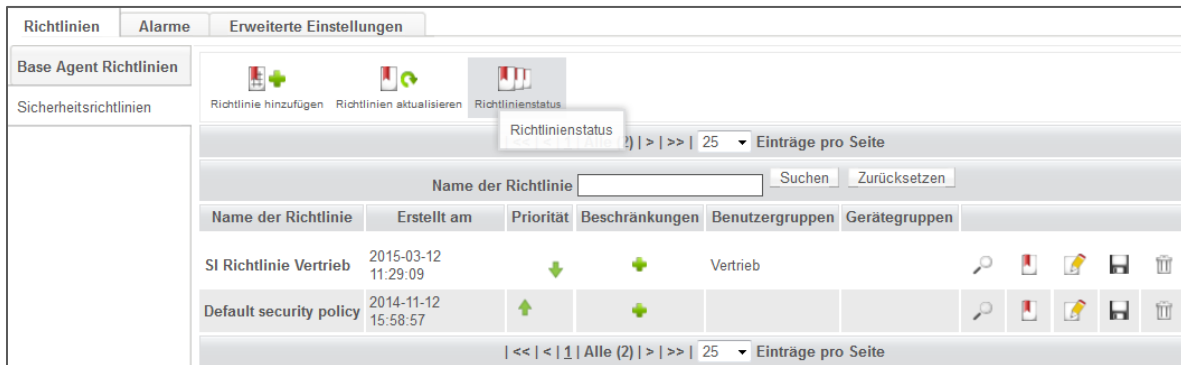 Richtlinien Alarme Erweiterte Einstellungen
Base Agent Richtlinien
Sicherheitsrichtlinien
Richtlinie hinzufügen Richtlinien aktualisieren Richtlinienstatus
Richtlinienstatus
| << | < | 1 | Alle (2) | > | >> | 25 Einträge pro Seite
Name der Richtlinie Suchen Zurücksetzen
Name der Richtlinie Erstellt am Priorität Beschränkungen Benutzergruppen Gerätegruppen
SI Richtlinie Vertrieb 2015-03-12 11:29:09 Vertrieb
Default security policy 2014-11-12 15:58:57
| << | < | 1 | Alle (2) | > | >> | 25 Einträge pro Seite